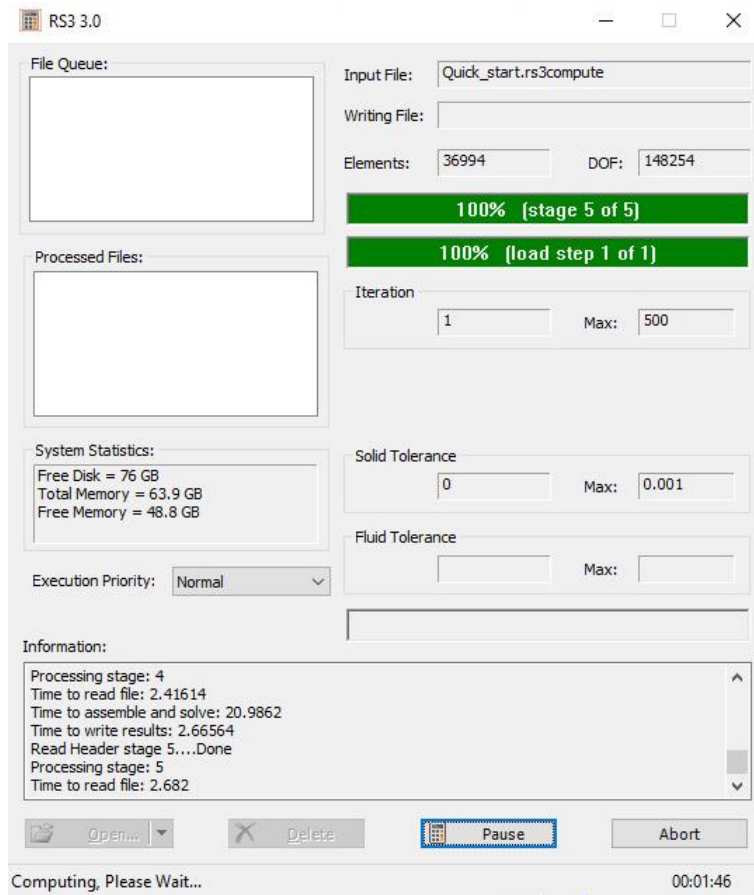 RS3 3.0
File Queue:
Input File: Quick_start.rs3compute
Writing File:
Elements: 36994 DOF: 148254
100% (stage 5 of 5)
100% (load step 1 of 1)
Processed Files:
Iteration
1 Max: 500
System Statistics:
Free Disk = 76 GB
Total Memory = 63.9 GB
Free Memory = 48.8 GB
Solid Tolerance
0 Max: 0.001
Fluid Tolerance
Max:
Execution Priority: Normal
Information:
Processing stage: 4
Time to read file: 2.41614
Time to assemble and solve: 20.9862
Time to write results: 2.66564
Read Header stage 5....Done
Processing stage: 5
Time to read file: 2.682
Open... Delete Pause Abort
Computing, Please Wait... 00:01:46